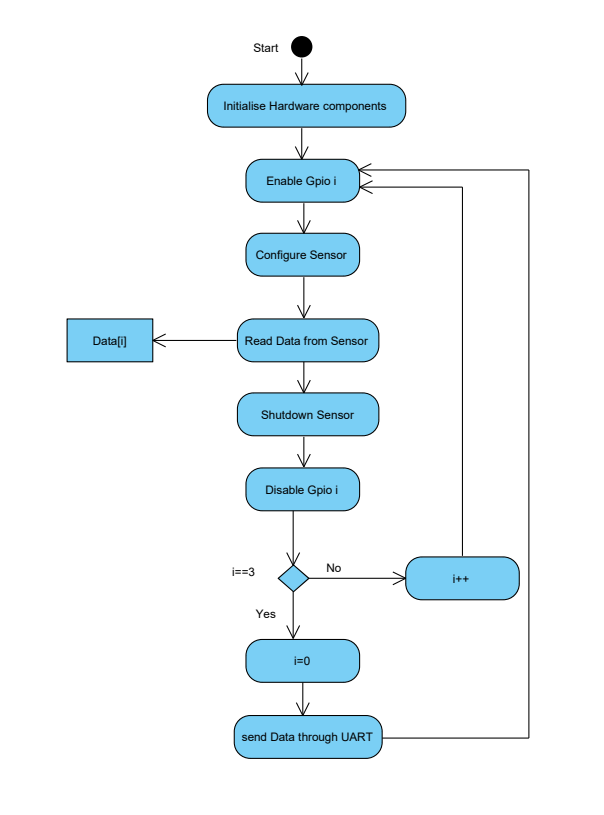 Start
Initialise Hardware components
Enable Gpio i
Configure Sensor
Data[i]
Read Data from Sensor
Shutdown Sensor
Disable Gpio i
i==3
No
i++
Yes
i=0
send Data through UART